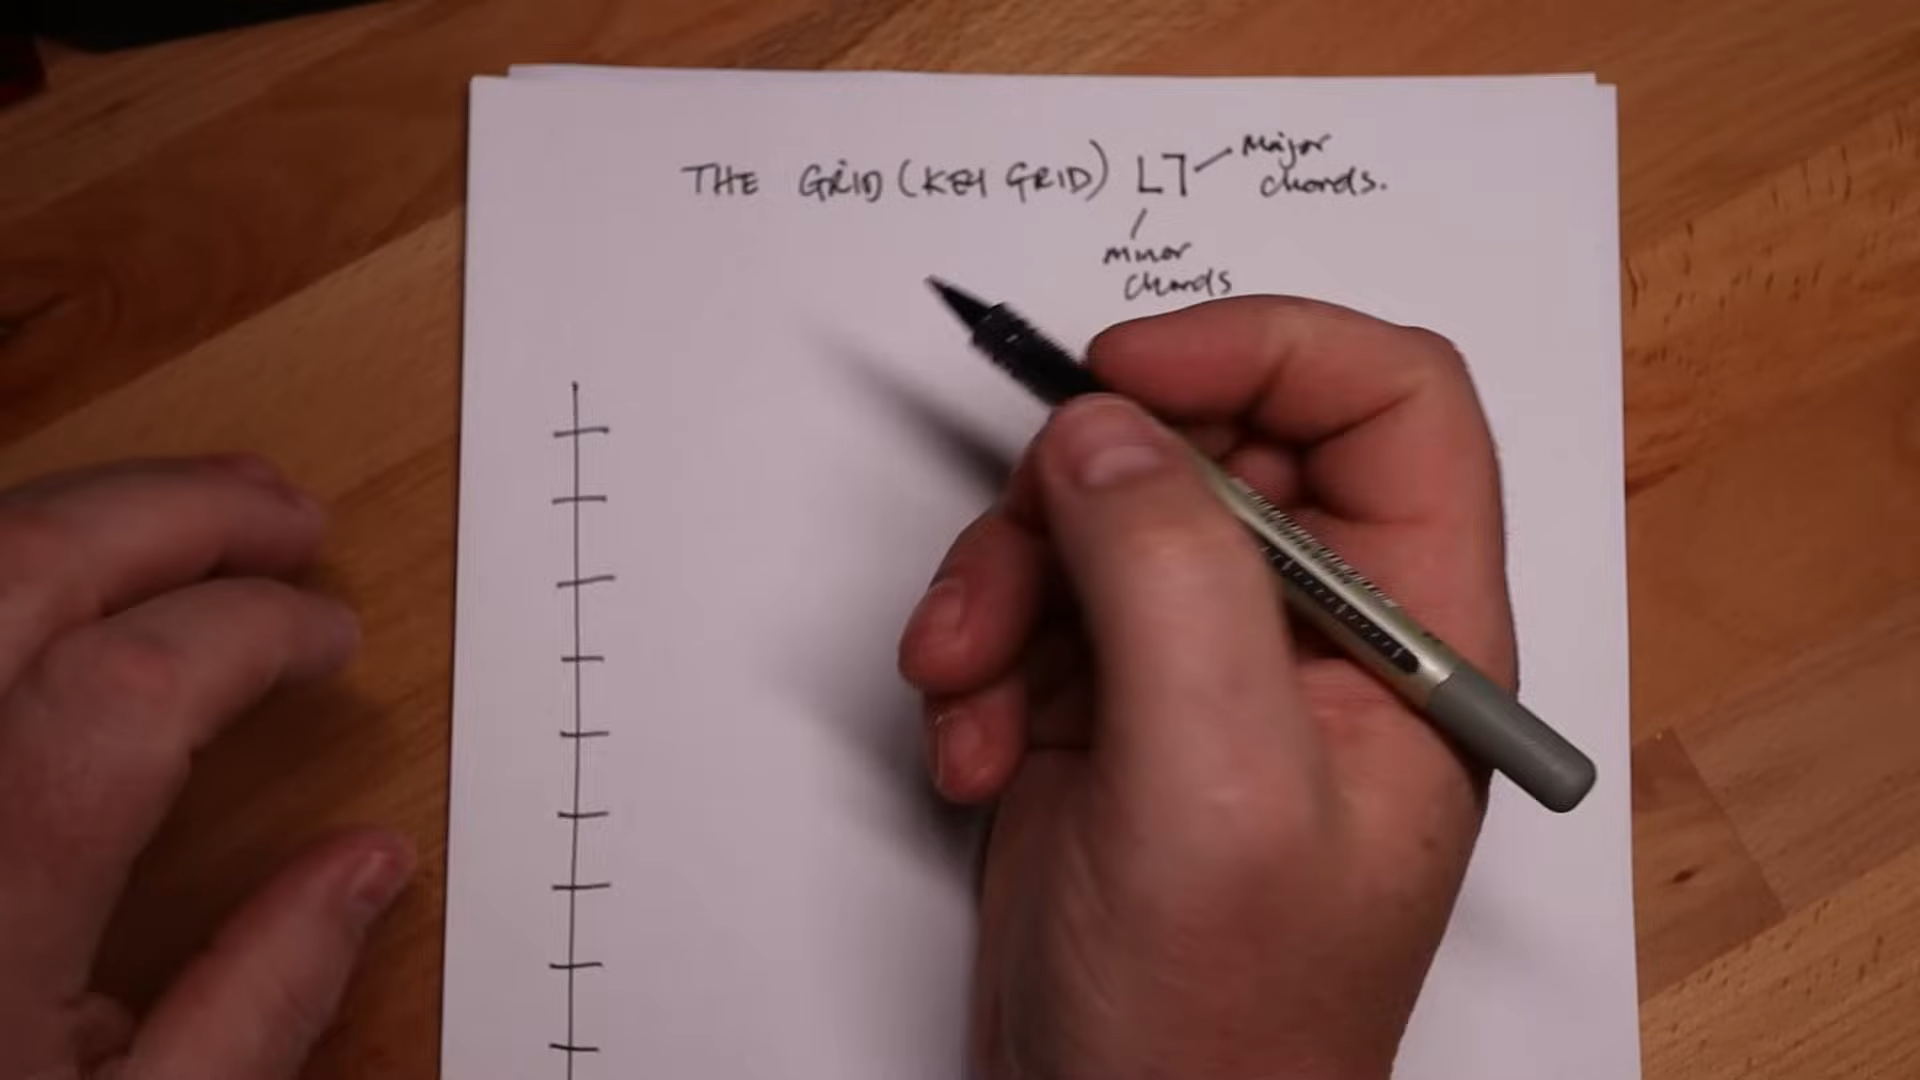 THE GRID (KEY GRID) L7
Major
chords.
minor
chords